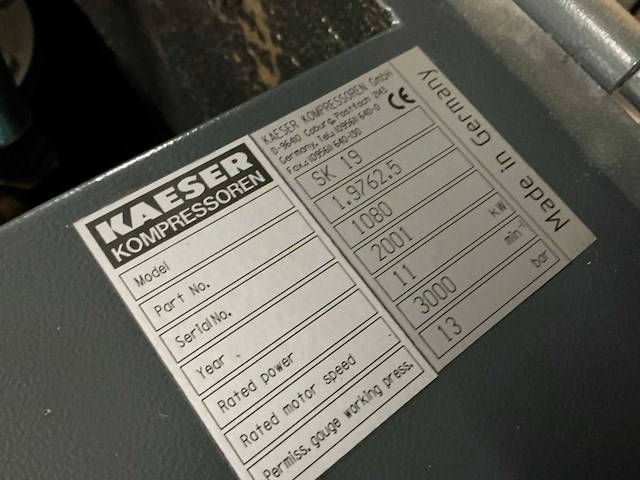 KAESER
KOMPRESSOREN
KAESER KOMPRESSOREN GmbH
D-96410 Coburg, Postfach 2143
Germany, Tel.: (09561) 640-0
Fax.: (09561) 640-130
CE
Made in Germany
Model SK 19
Part No. 1.9762.5
Serial No. 1080
Year 2001
Rated power 11 kW
Rated motor speed 3000 min⁻¹
Permiss. gauge working press. 13 bar